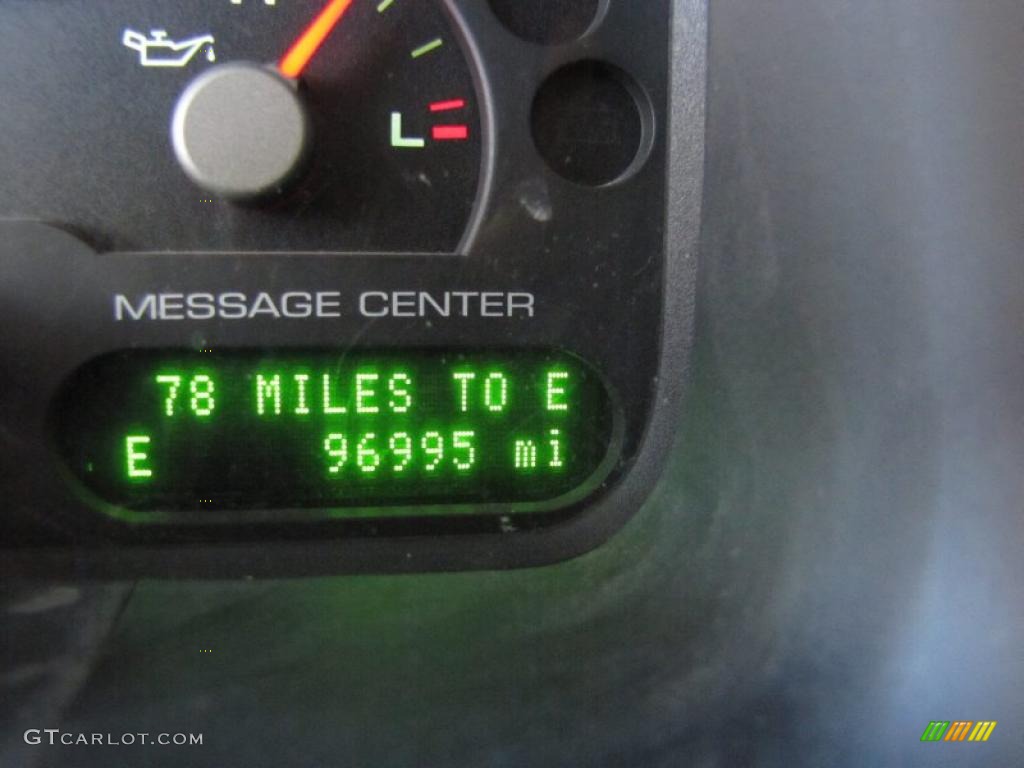 L
MESSAGE CENTER
78 MILES TO E
E 96995 mi
GTCARLOT.COM